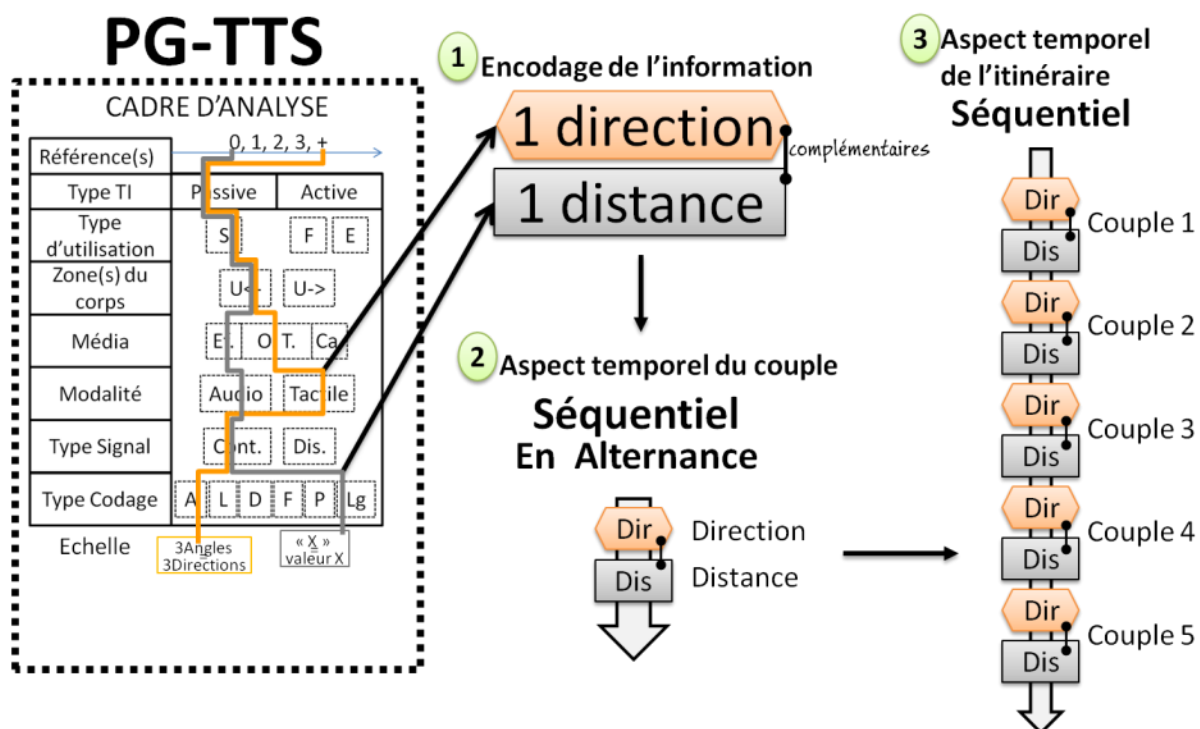 PG-TTS
CADRE D'ANALYSE
0, 1, 2, 3, +
Référence(s)
Type TI
Passive
Active
Type
d'utilisation
S
F
E
Zone(s) du
corps
U<-
U->
Média
O
T.
Ca
Modalité
Audio
Tactile
Type Signal
Cont.
Dis.
Type Codage
A
L
D
F
P
Lg
Echelle
3Angles
=
3Directions
« X »
=
valeur X
1
Encodage de l'information
1 direction
1 distance
complémentaires
2
Aspect temporel du couple
Séquentiel
En Alternance
Dir
Direction
Dis
Distance
3
Aspect temporel
de l'itinéraire
Séquentiel
Dir
Dis
Couple 1
Dir
Dis
Couple 2
Dir
Dis
Couple 3
Dir
Dis
Couple 4
Dir
Dis
Couple 5